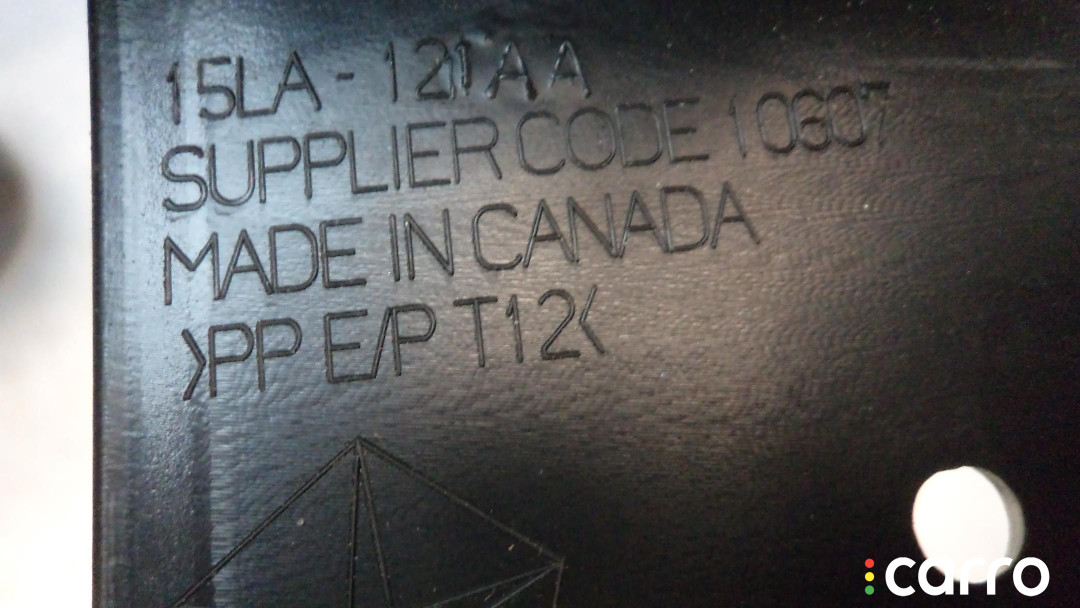 15LA-121AA
SUPPLIER CODE 10607
MADE IN CANADA
>PP E/P T12<
carro